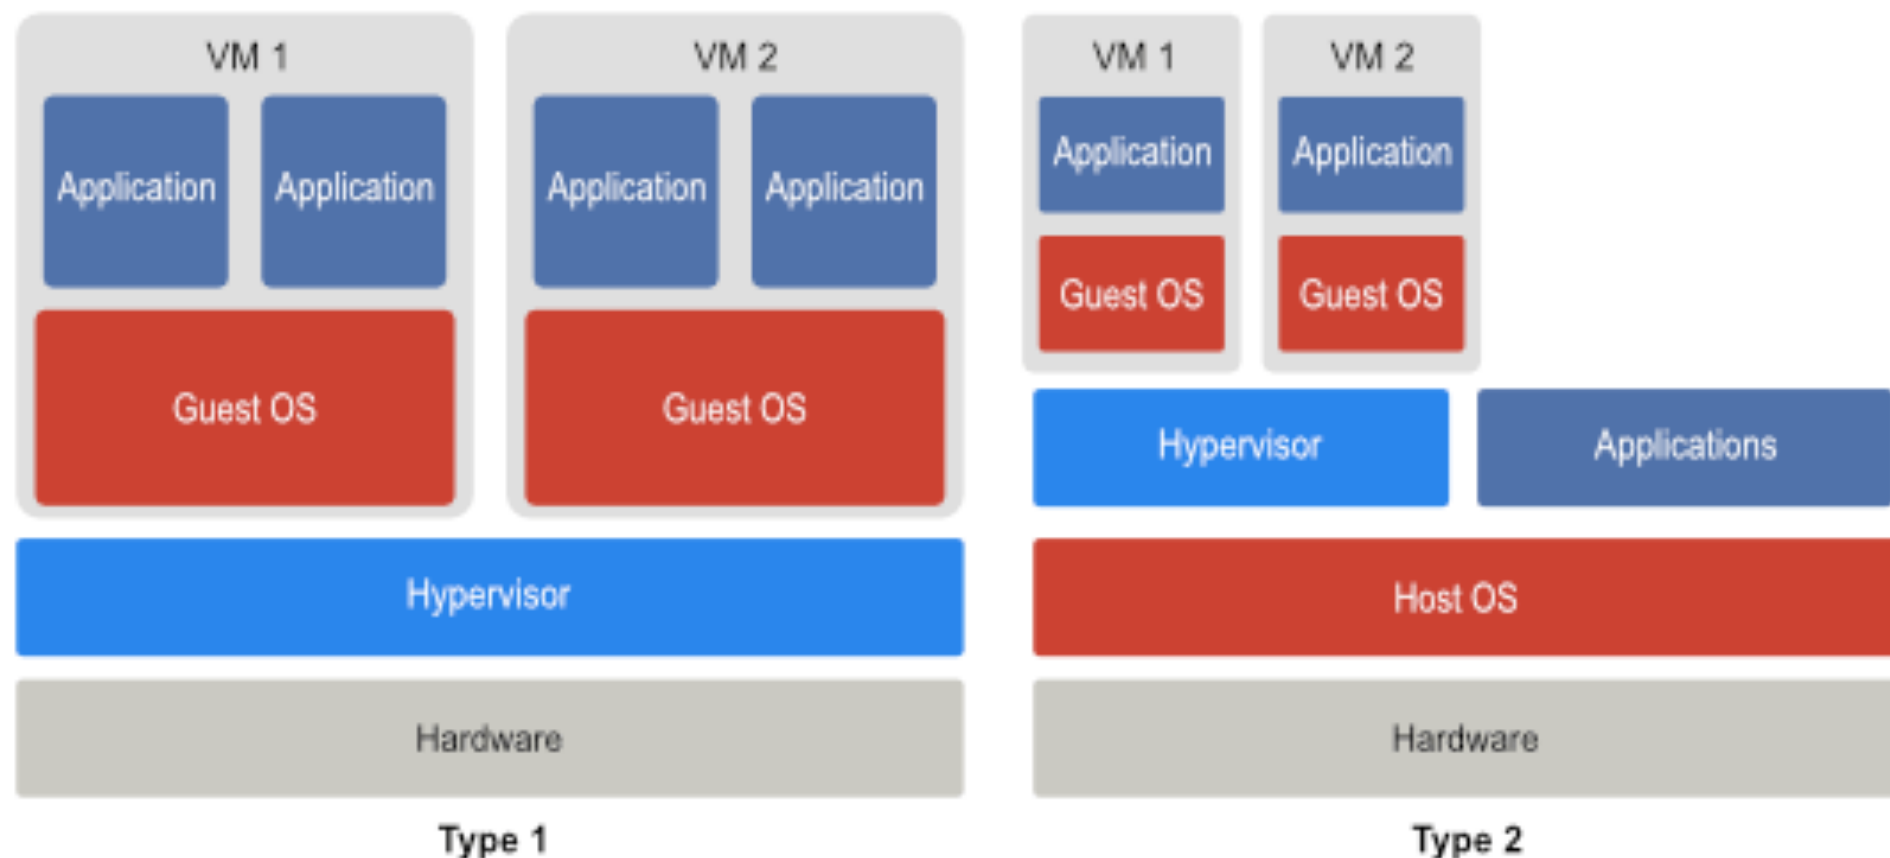 VM 1
VM 2
Application
Application
Application
Application
Guest OS
Guest OS
Hypervisor
Hardware
Type 1
VM 1
VM 2
Application
Application
Guest OS
Guest OS
Hypervisor
Applications
Host OS
Hardware
Type 2